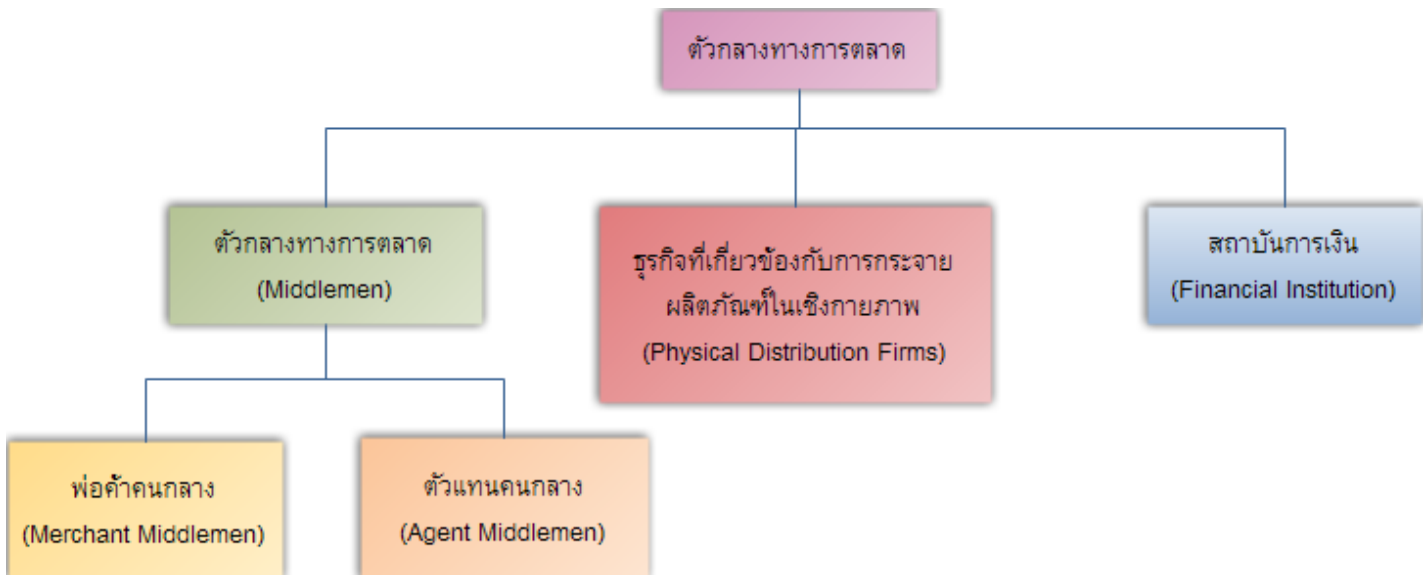 ตัวกลางทางการตลาด
ตัวกลางทางการตลาด
(Middlemen)
ธุรกิจที่เกี่ยวข้องกับการกระจาย
ผลิตภัณฑ์ในเชิงกายภาพ
(Physical Distribution Firms)
สถาบันการเงิน
(Financial Institution)
พ่อค้าคนกลาง
(Merchant Middlemen)
ตัวแทนคนกลาง
(Agent Middlemen)